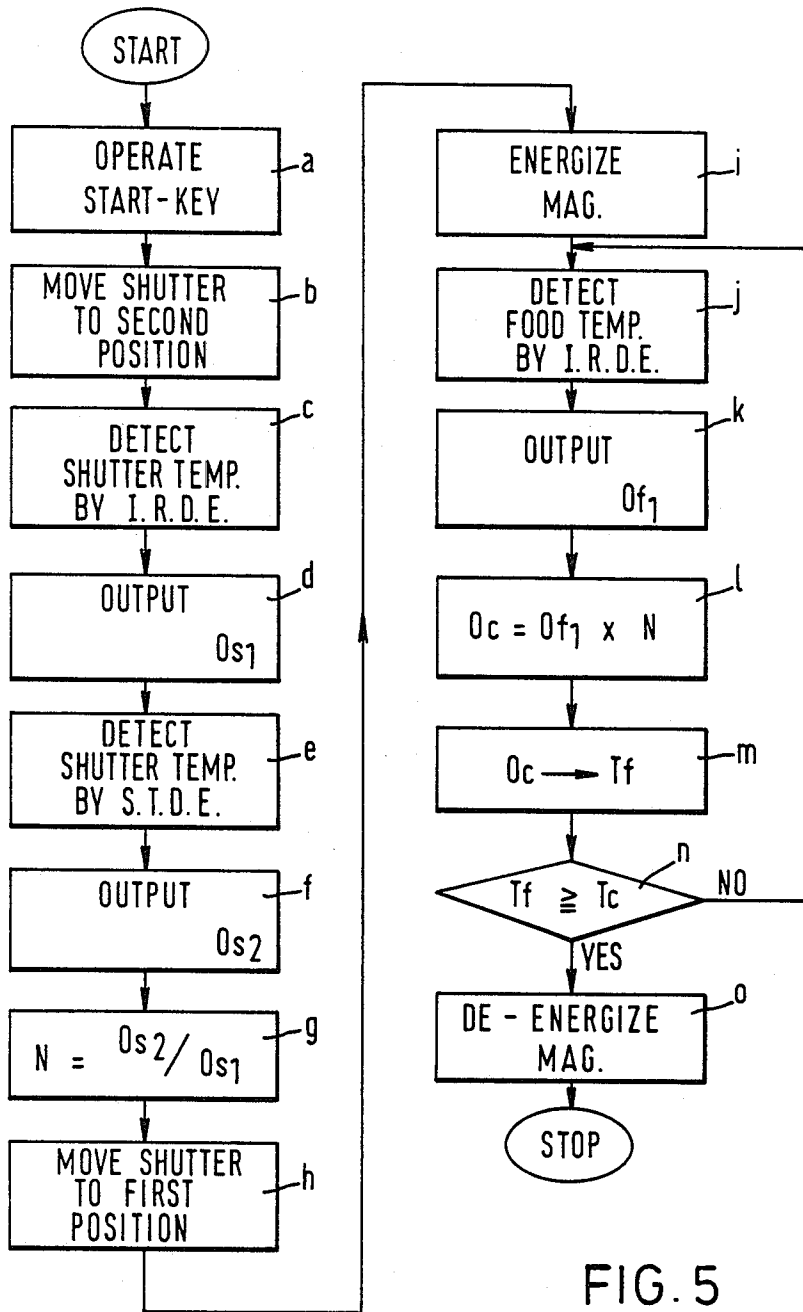 START
OPERATE
START-KEY
a
MOVE SHUTTER
TO SECOND
POSITION
b
DETECT
SHUTTER TEMP.
BY I.R.D.E.
c
OUTPUT
Os1
d
DETECT
SHUTTER TEMP.
BY S.T.D.E.
e
OUTPUT
Os2
f
N = Os2/Os1
g
MOVE SHUTTER
TO FIRST
POSITION
h
ENERGIZE
MAG.
i
DETECT
FOOD TEMP.
BY I.R.D.E.
j
OUTPUT
Of1
k
Oc = Of1 x N
l
Oc → Tf
m
Tf ≧ Tc
n
NO
YES
DE-ENERGIZE
MAG.
o
STOP
FIG. 5